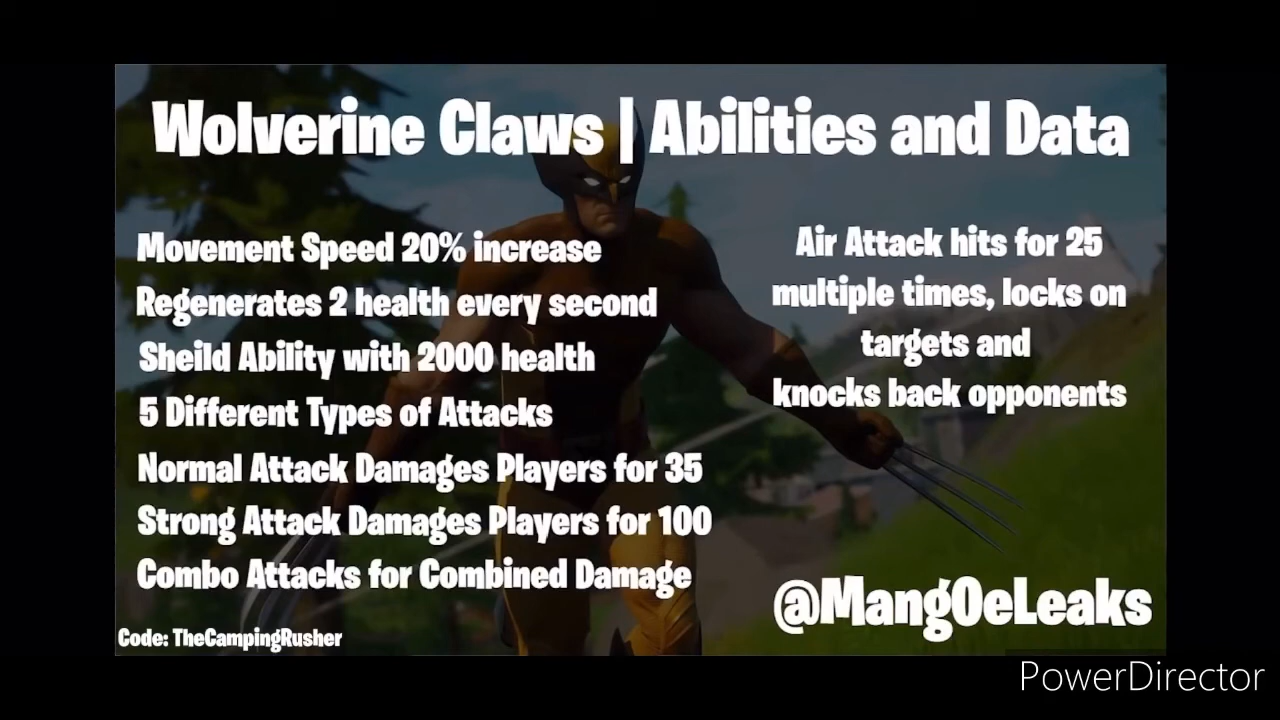 Wolverine Claws | Abilities and Data
Movement Speed 20% increase
Regenerates 2 health every second
Sheild Ability with 2000 health
5 Different Types of Attacks
Normal Attack Damages Players for 35
Strong Attack Damages Players for 100
Combo Attacks for Combined Damage
Air Attack hits for 25
multiple times, locks on
targets and
knocks back opponents
@Mang0eLeaks
Code: TheCampingRusher
PowerDirector